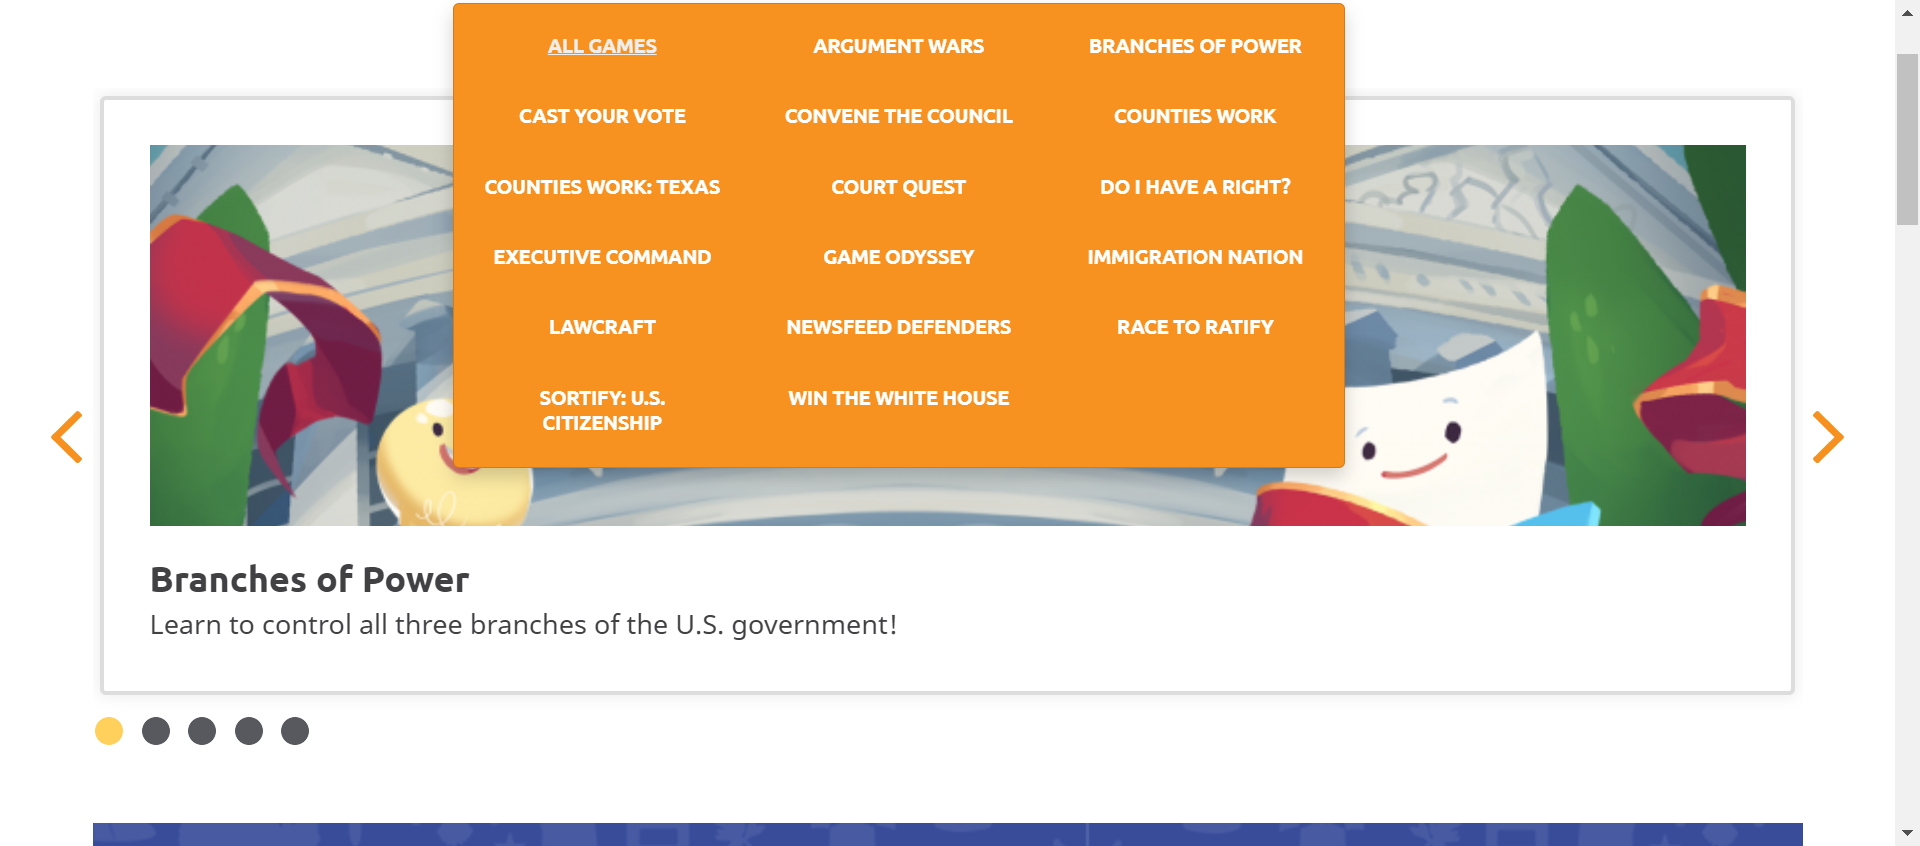 ALL GAMES
ARGUMENT WARS
BRANCHES OF POWER
CAST YOUR VOTE
CONVENE THE COUNCIL
COUNTIES WORK
COUNTIES WORK: TEXAS
COURT QUEST
DO I HAVE A RIGHT?
EXECUTIVE COMMAND
GAME ODYSSEY
IMMIGRATION NATION
LAWCRAFT
NEWSFEED DEFENDERS
RACE TO RATIFY
SORTIFY: U.S.
CITIZENSHIP
WIN THE WHITE HOUSE
Branches of Power
Learn to control all three branches of the U.S. government!